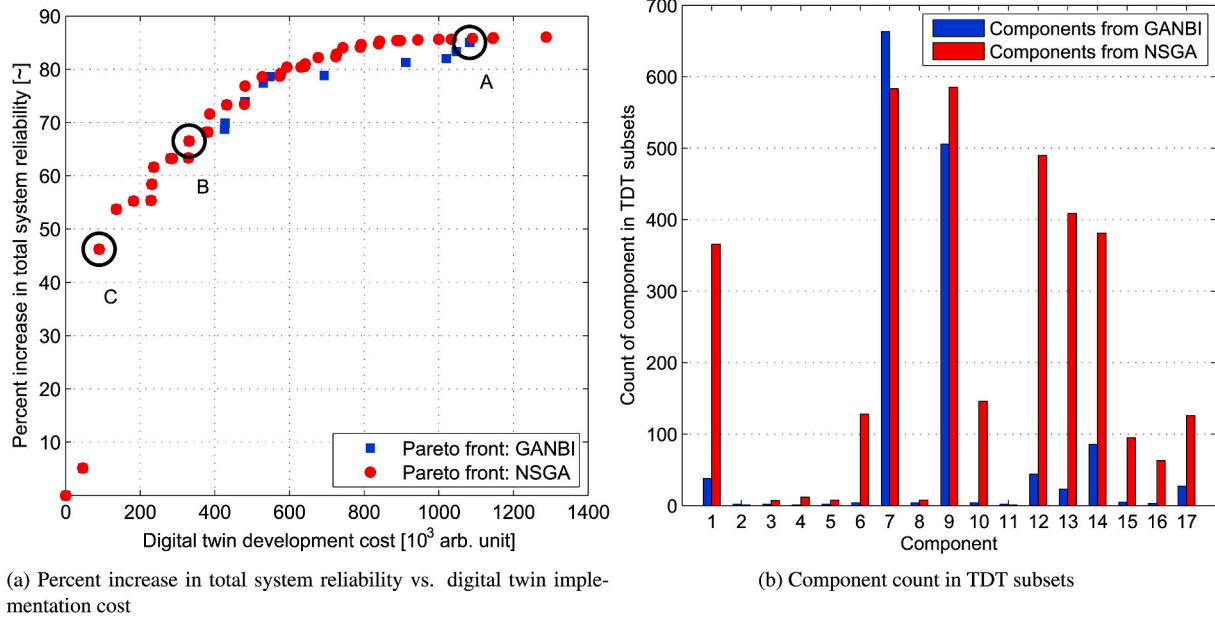 90
80
70
60
50
40
30
20
10
0
200
400
600
800
1000
1200
1400
Percent increase in total system reliability [~]
Digital twin development cost [10³ arb. unit]
A
B
C
Pareto front: GANBI
Pareto front: NSGA
(a) Percent increase in total system reliability vs. digital twin imple-
mentation cost
700
600
500
400
300
200
100
0
1 2 3 4 5 6 7 8 9 10 11 12 13 14 15 16 17
Count of component in TDT subsets
Component
Components from GANBI
Components from NSGA
(b) Component count in TDT subsets